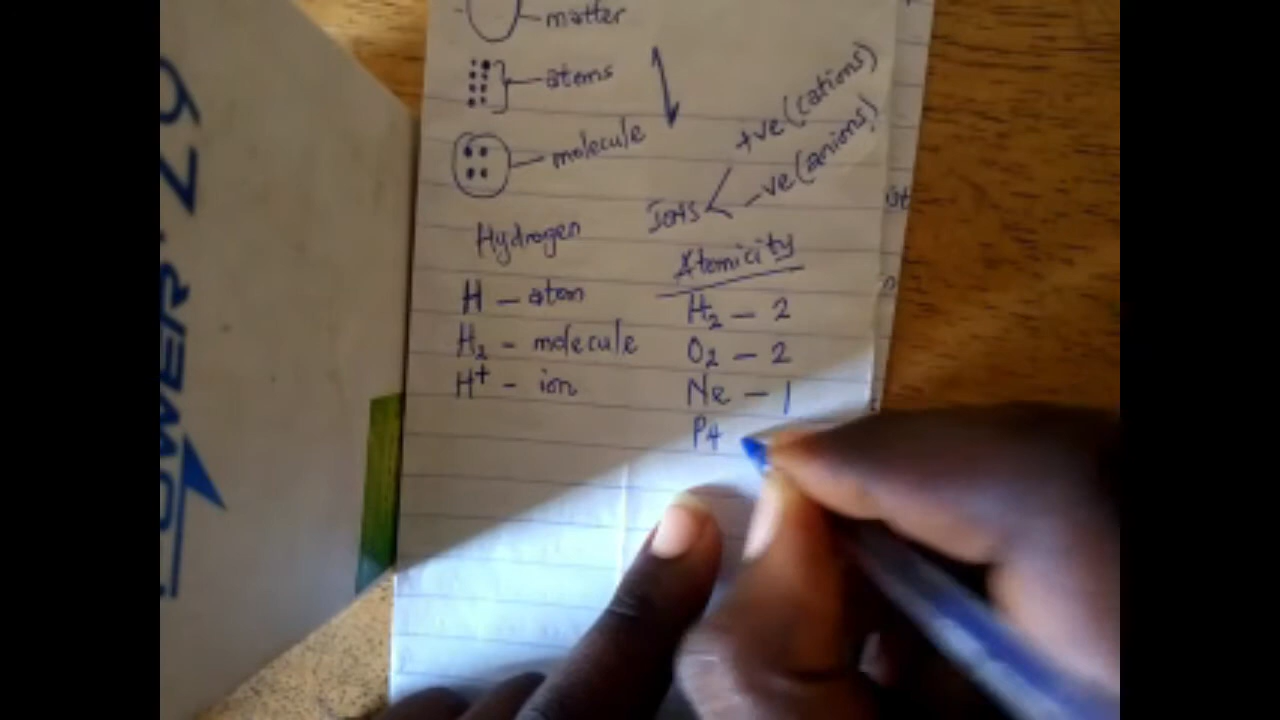 matter
atoms
molecule
+ve (cations)
-ve (anions)
Ions
Hydrogen
H - atom
H2 - molecule
H+ - ion
Atomicity
H2 - 2
O2 - 2
Ne - 1
P4